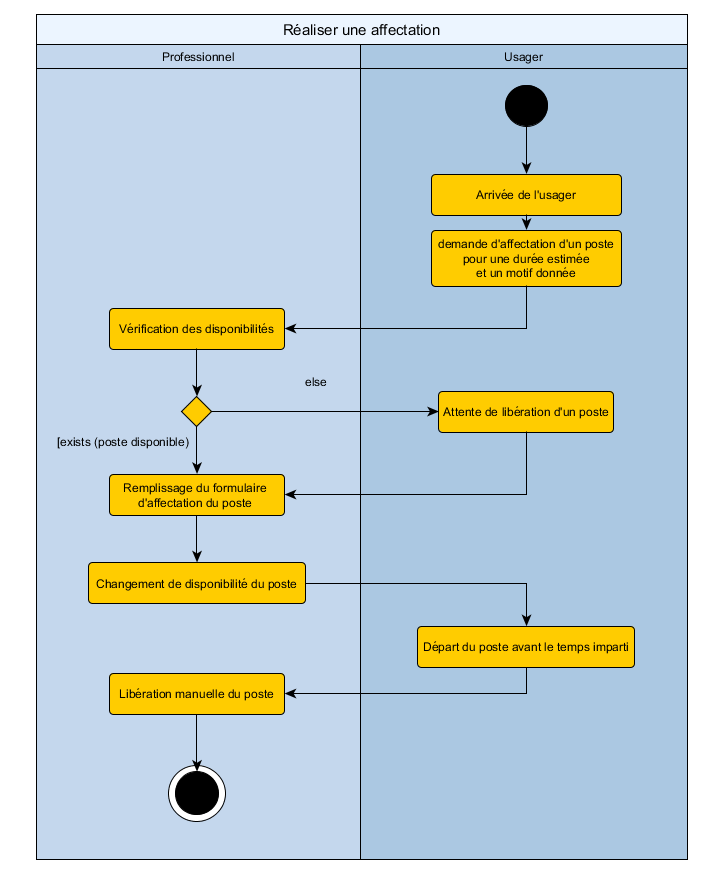 Réaliser une affectation
Professionnel
Usager
Arrivée de l'usager
demande d'affectation d'un poste
pour une durée estimée
et un motif donnée
Vérification des disponibilités
else
Attente de libération d'un poste
[exists (poste disponible)
Remplissage du formulaire
d'affectation du poste
Changement de disponibilité du poste
Départ du poste avant le temps imparti
Libération manuelle du poste